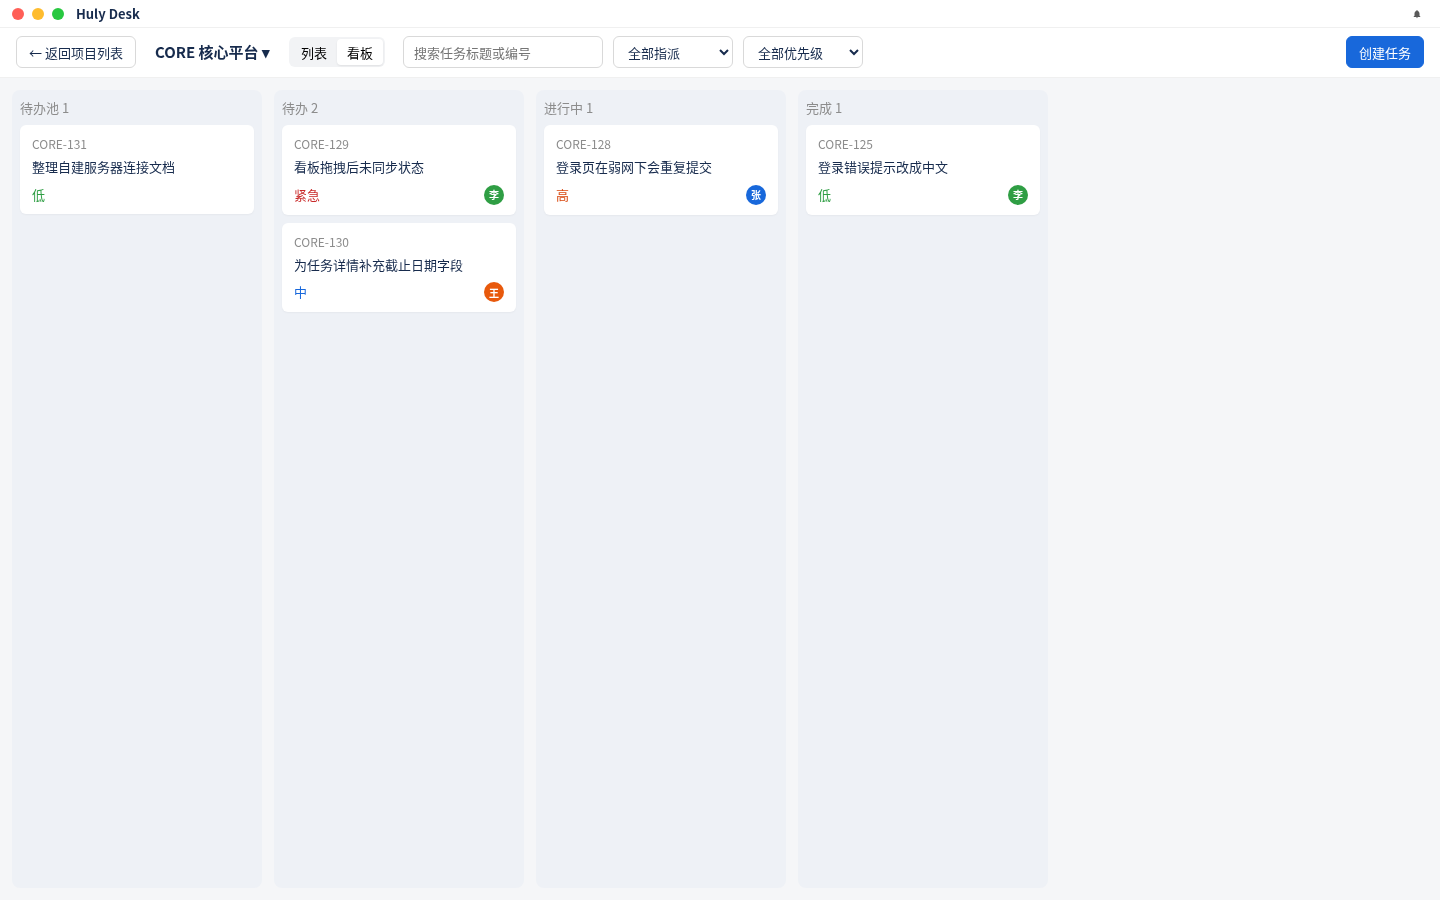 Huly Desk
← 返回项目列表
CORE 核心平台 ▾
列表
看板
搜索任务标题或编号
全部指派
全部优先级
创建任务
待办池 1
CORE-131
整理自建服务器连接文档
低
待办 2
CORE-129
看板拖拽后未同步状态
紧急
李
CORE-130
为任务详情补充截止日期字段
中
王
进行中 1
CORE-128
登录页在弱网下会重复提交
高
张
完成 1
CORE-125
登录错误提示改成中文
低
李